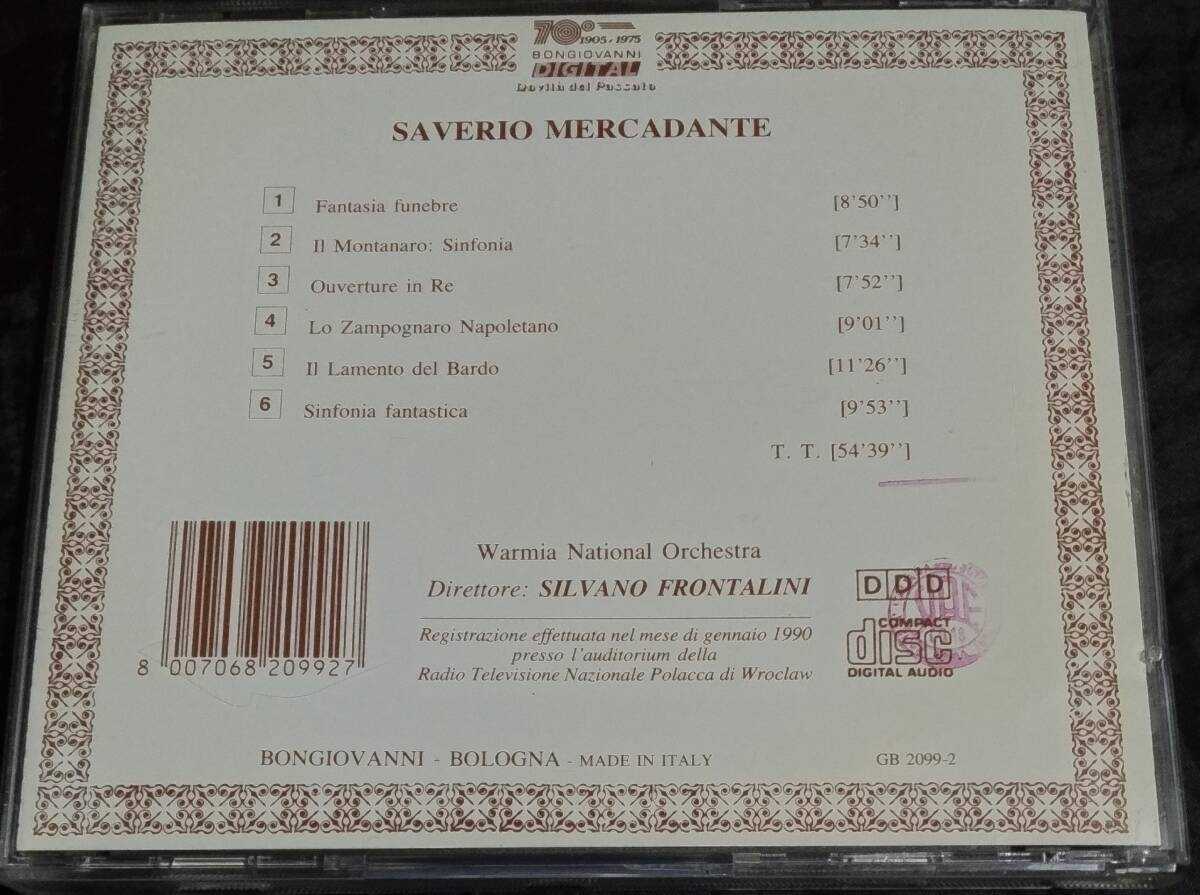 70° 1905-1975
BONGIOVANNI
DIGITAL
del Passato
SAVERIO MERCADANTE
1 Fantasia funebre [8'50'']
2 Il Montanaro: Sinfonia [7'34'']
3 Ouverture in Re [7'52'']
4 Lo Zampognaro Napoletano [9'01'']
5 Il Lamento del Bardo [11'26'']
6 Sinfonia fantastica [9'53'']
T. T. [54'39'']
Warmia National Orchestra
Direttore: SILVANO FRONTALINI
Registrazione effettuata nel mese di gennaio 1990
presso l'auditorium della
Radio Televisione Nazionale Polacca di Wroclaw
8 007068 209927
DDD
COMPACT
disc
DIGITAL AUDIO
BONGIOVANNI - BOLOGNA - MADE IN ITALY
GB 2099-2